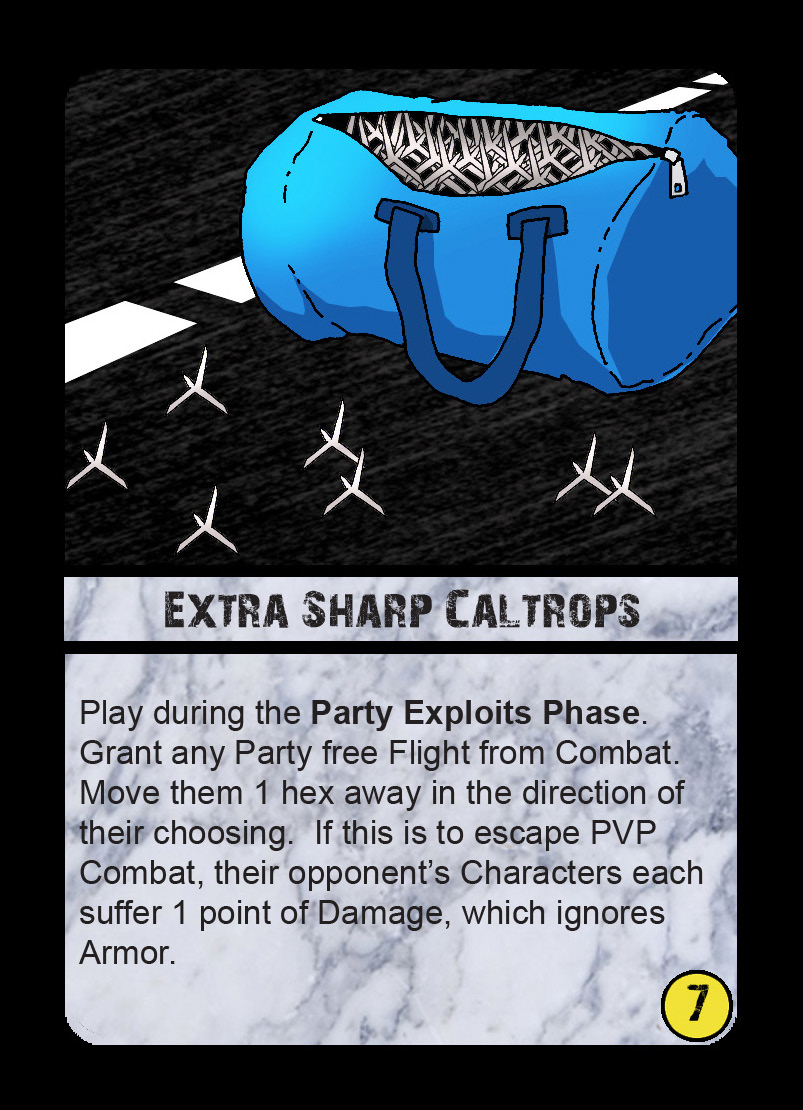 Extra Sharp Caltrops
Play during the Party Exploits Phase.
Grant any Party free Flight from Combat.
Move them 1 hex away in the direction of
their choosing.  If this is to escape PVP
Combat, their opponent’s Characters each
suffer 1 point of Damage, which ignores
Armor.
7